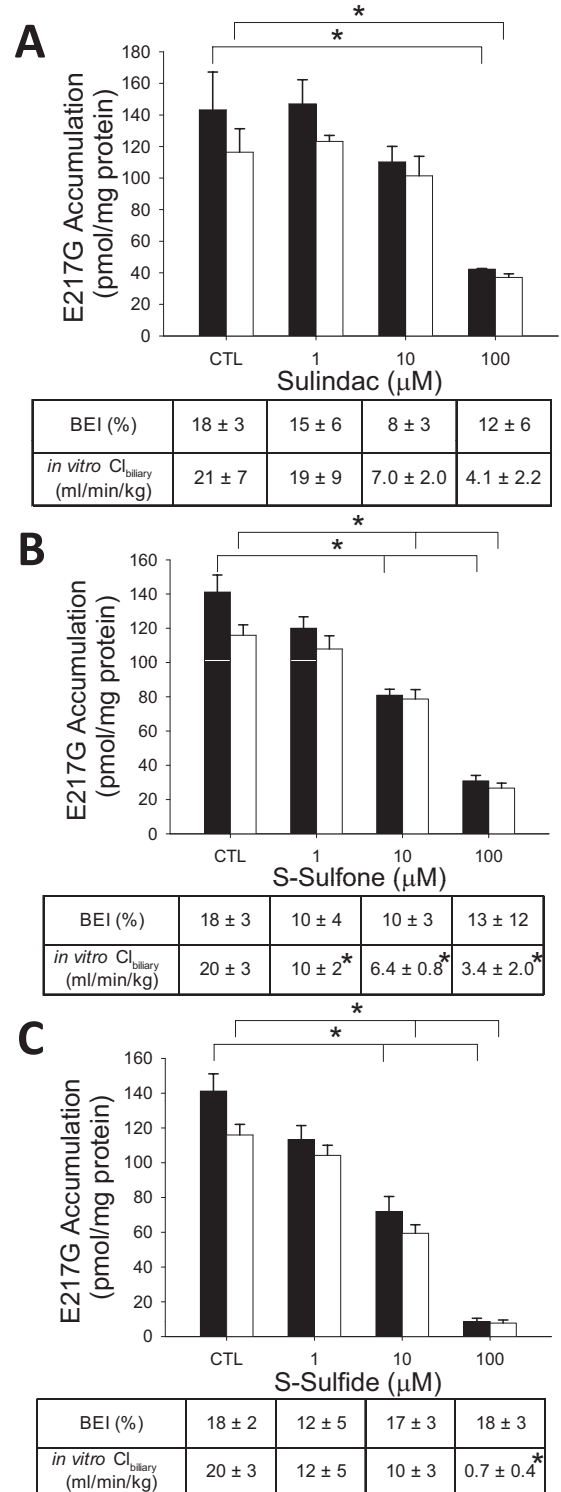 A
*
*
180
160
140
120
100
80
60
40
20
0
E217G Accumulation
(pmol/mg protein)
CTL 1 10 100
Sulindac (μM)
BEI (%) 18 ± 3 15 ± 6 8 ± 3 12 ± 6
in vitro Cl_biliary
(ml/min/kg) 21 ± 7 19 ± 9 7.0 ± 2.0 4.1 ± 2.2
B
*
*
160
140
120
100
80
60
40
20
0
E217G Accumulation
(pmol/mg protein)
CTL 1 10 100
S-Sulfone (μM)
BEI (%) 18 ± 3 10 ± 4 10 ± 3 13 ± 12
in vitro Cl_biliary
(ml/min/kg) 20 ± 3 10 ± 2* 6.4 ± 0.8* 3.4 ± 2.0*
C
*
*
160
140
120
100
80
60
40
20
0
E217G Accumulation
(pmol/mg protein)
CTL 1 10 100
S-Sulfide (μM)
BEI (%) 18 ± 2 12 ± 5 17 ± 3 18 ± 3
in vitro Cl_biliary
(ml/min/kg) 20 ± 3 12 ± 5 10 ± 3 0.7 ± 0.4*